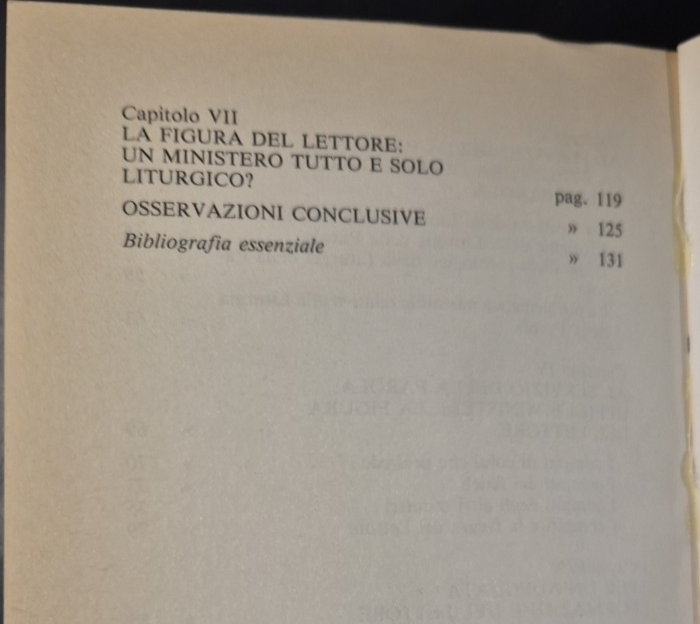 Capitolo VII
LA FIGURA DEL LETTORE:
UN MINISTERO TUTTO E SOLO
LITURGICO? pag. 119
OSSERVAZIONI CONCLUSIVE » 125
Bibliografia essenziale » 131